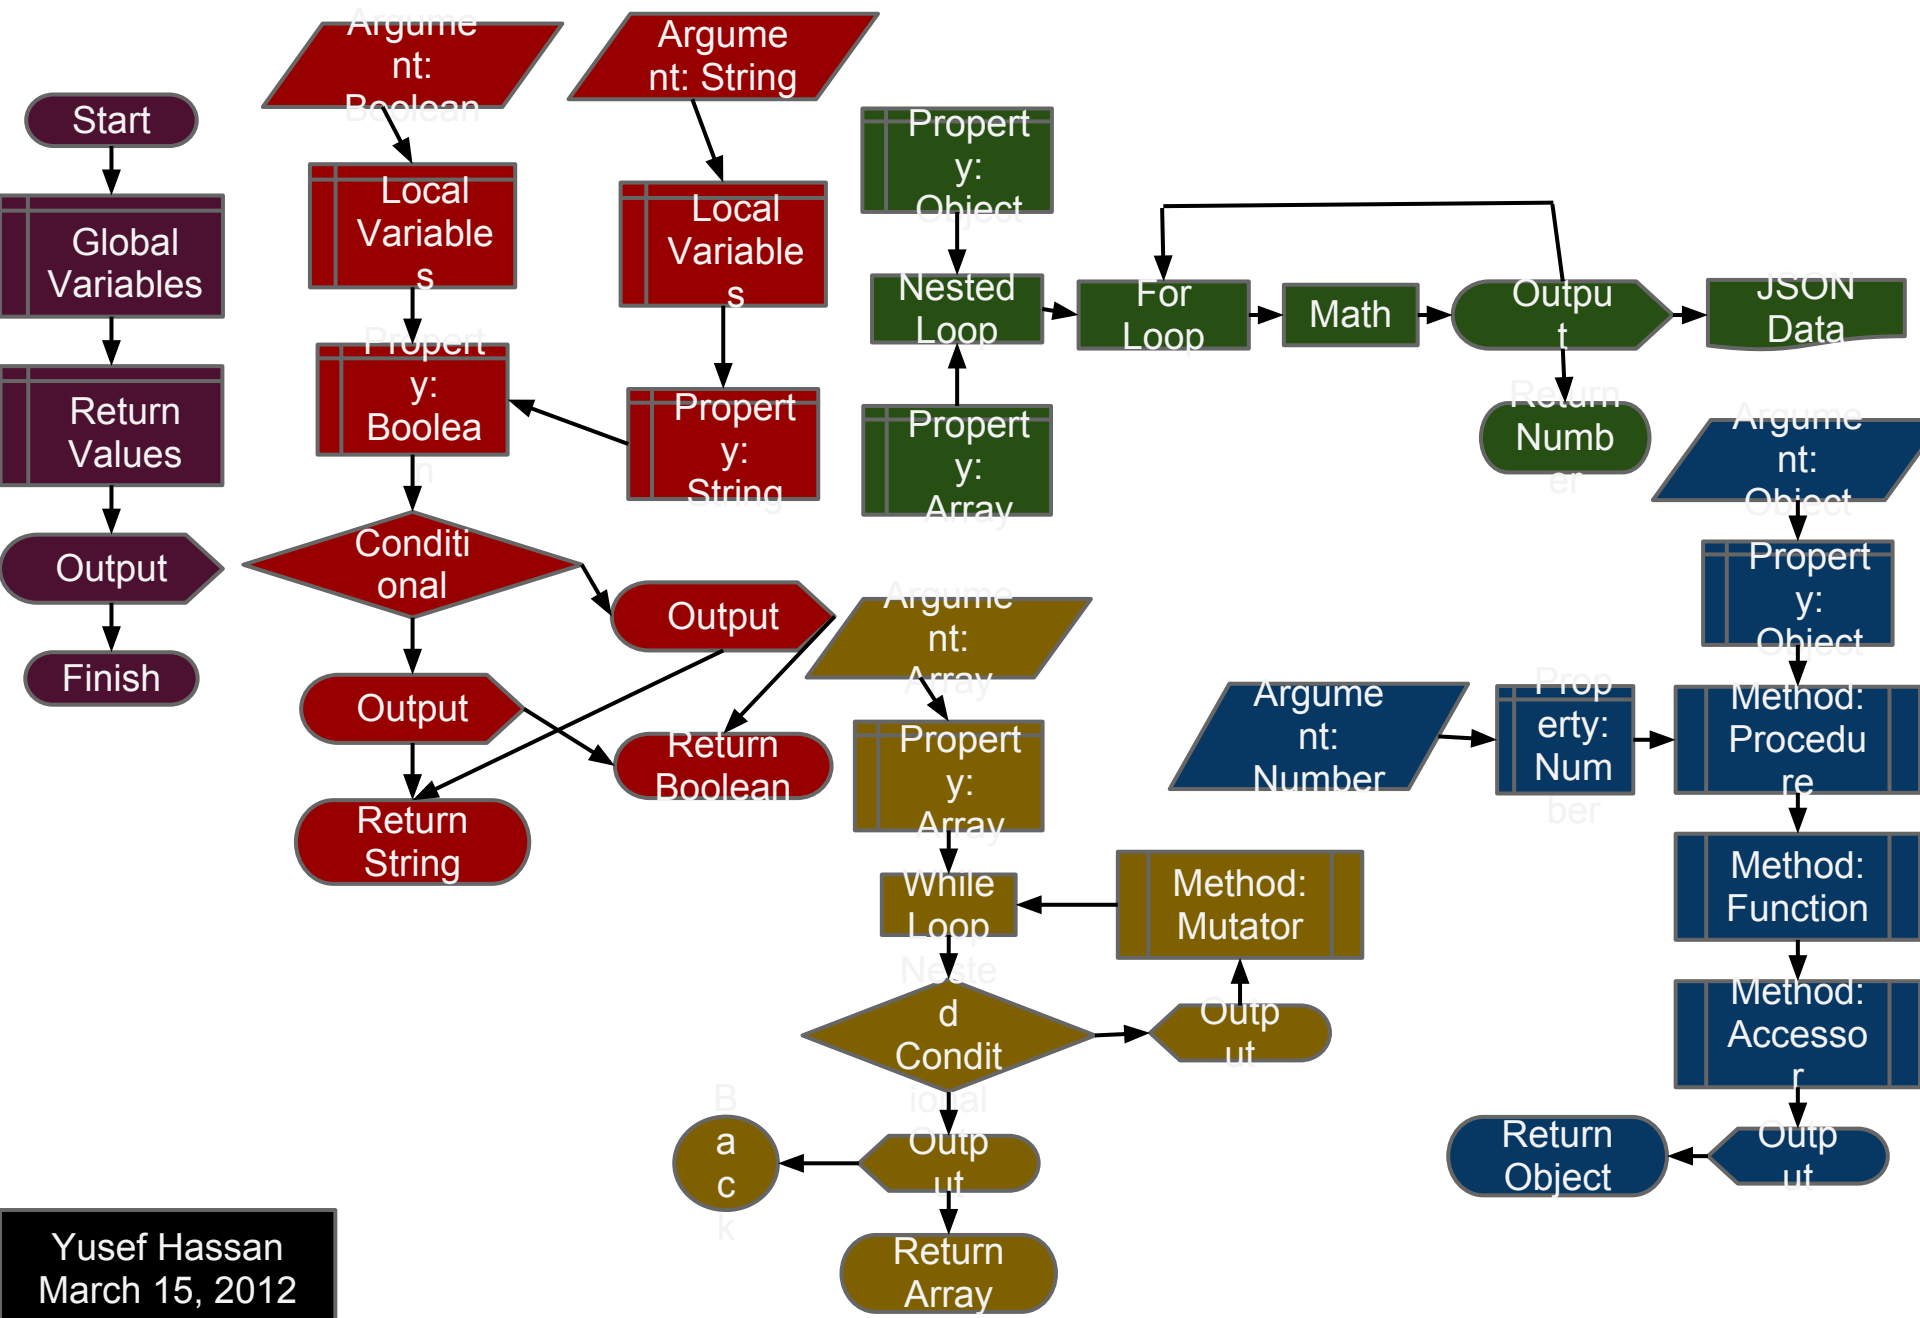 Start
Global
Variables
Return
Values
Output
Finish
Argume
nt:
Boolean
Local
Variable
s
Propert
y:
Boolea
n
Conditi
onal
Output
Return
String
Argume
nt: String
Local
Variable
s
Propert
y:
String
Output
Return
Boolean
Propert
y:
Object
Nested
Loop
Propert
y:
Array
For
Loop
Math
Outpu
t
JSON
Data
Return
Numb
er
Argume
nt:
Array
Propert
y:
Array
While
Loop
Neste
d
Condit
ional
Outp
ut
Method:
Mutator
Outp
ut
B
a
c
k
Return
Array
Argume
nt:
Object
Propert
y:
Object
Argume
nt:
Number
Prop
erty:
Num
ber
Method:
Procedu
re
Method:
Function
Method:
Accesso
r
Outp
ut
Return
Object
Yusef Hassan
March 15, 2012